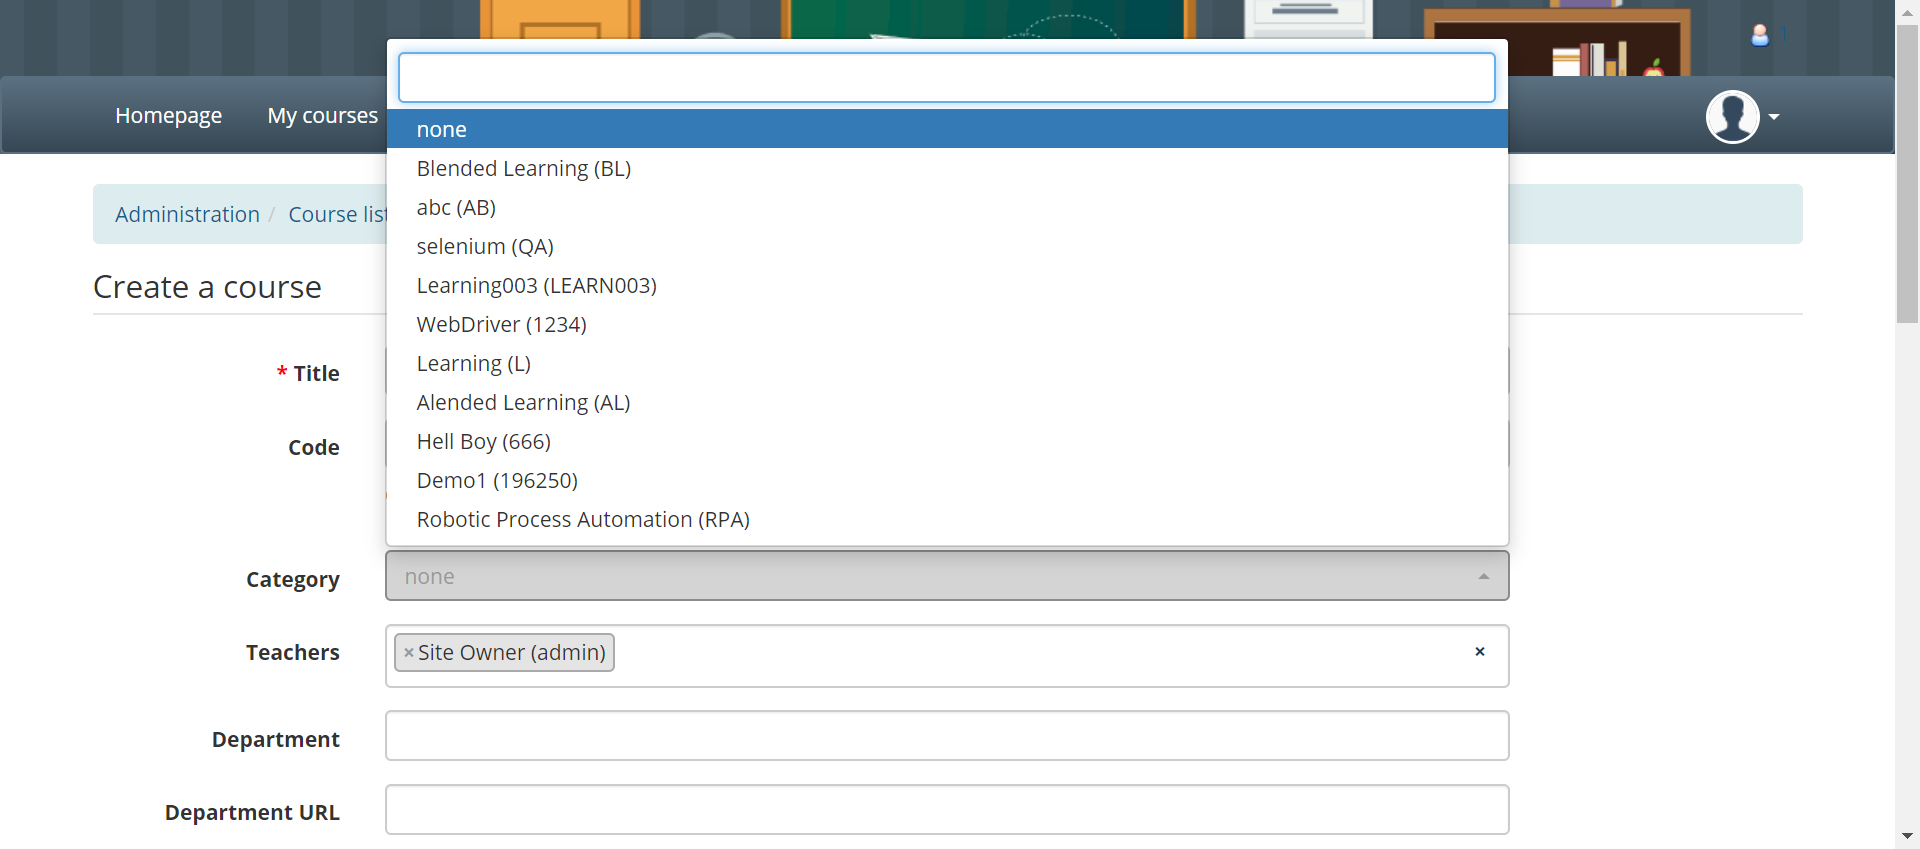 1
Homepage My courses
none
Blended Learning (BL)
abc (AB)
Administration / Course list
selenium (QA)
Create a course
Learning003 (LEARN003)
WebDriver (1234)
Learning (L)
* Title
Alended Learning (AL)
Hell Boy (666)
Code
Demo1 (196250)
Robotic Process Automation (RPA)
Category none
Teachers × Site Owner (admin) ×
Department
Department URL